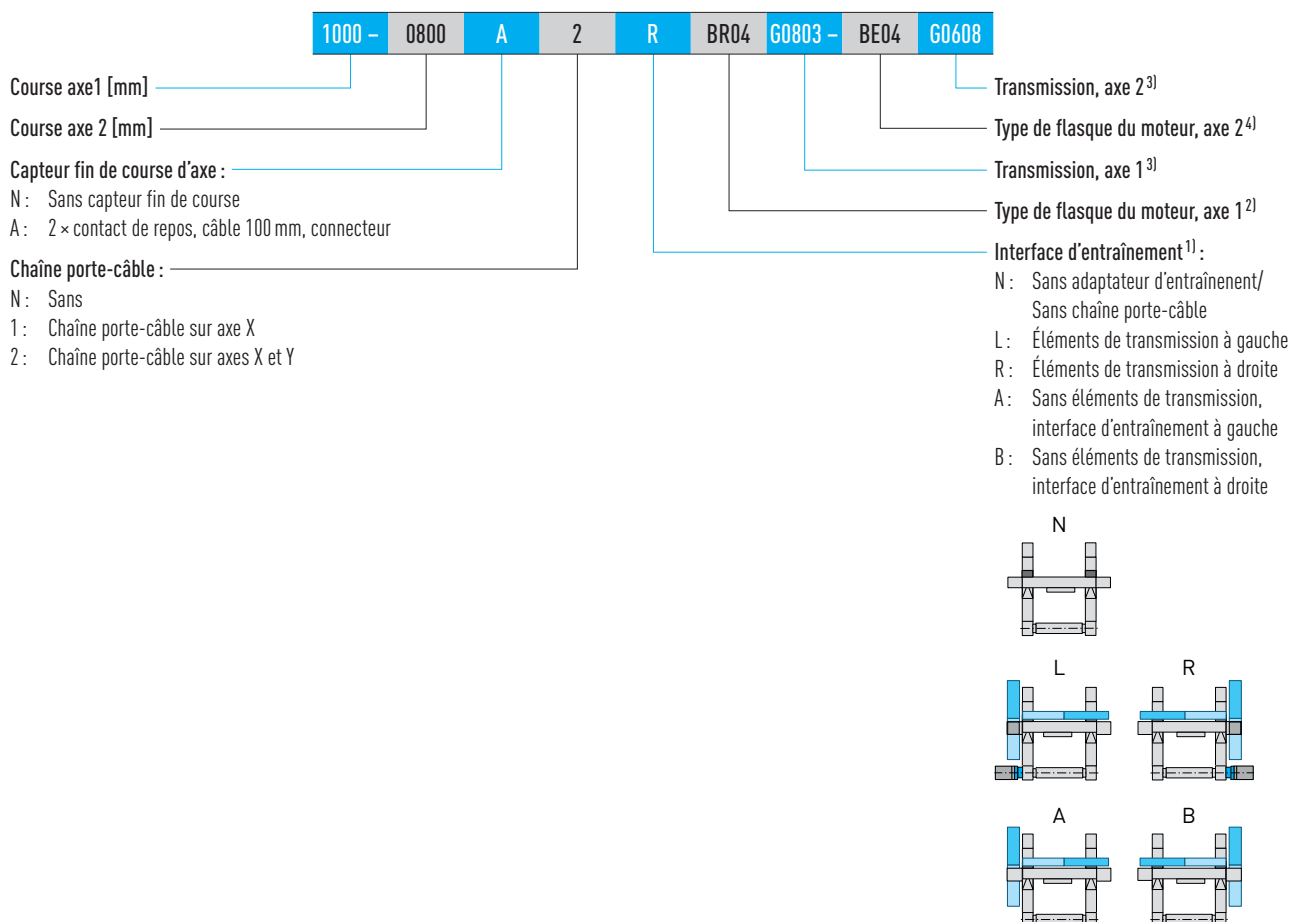 1000 – 0800 A 2 R BR04 G0803 – BE04 G0608
Course axe1 [mm]
Course axe 2 [mm]
Capteur fin de course d’axe :
N : Sans capteur fin de course
A : 2 × contact de repos, câble 100 mm, connecteur
Chaîne porte-câble :
N : Sans
1 : Chaîne porte-câble sur axe X
2 : Chaîne porte-câble sur axes X et Y
Transmission, axe 2 3)
Type de flasque du moteur, axe 2 4)
Transmission, axe 1 3)
Type de flasque du moteur, axe 1 2)
Interface d’entraînement 1) :
N : Sans adaptateur d’entraînenent/
Sans chaîne porte-câble
L : Éléments de transmission à gauche
R : Éléments de transmission à droite
A : Sans éléments de transmission,
interface d’entraînement à gauche
B : Sans éléments de transmission,
interface d’entraînement à droite
N
L R
A B